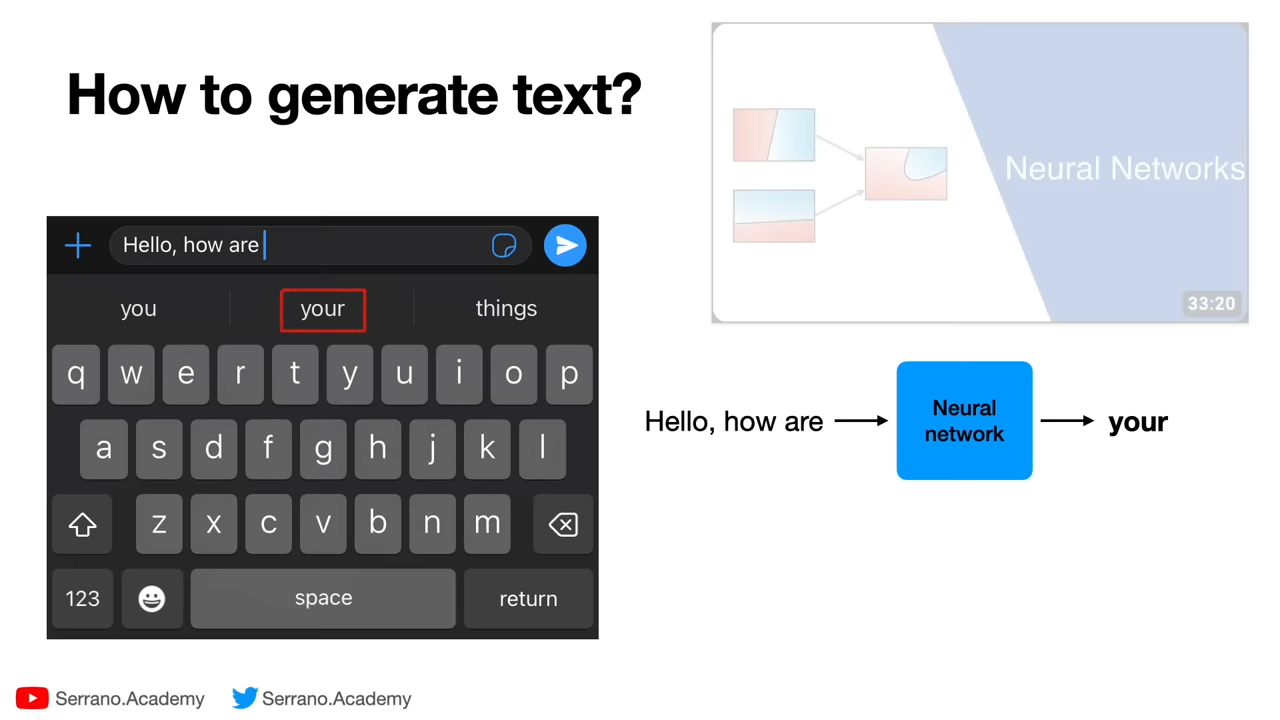 How to generate text?
Neural Networks
33:20
Hello, how are
you your things
q w e r t y u i o p
a s d f g h j k l
z x c v b n m
123 space return
Hello, how are
Neural
network
your
Serrano.Academy Serrano.Academy